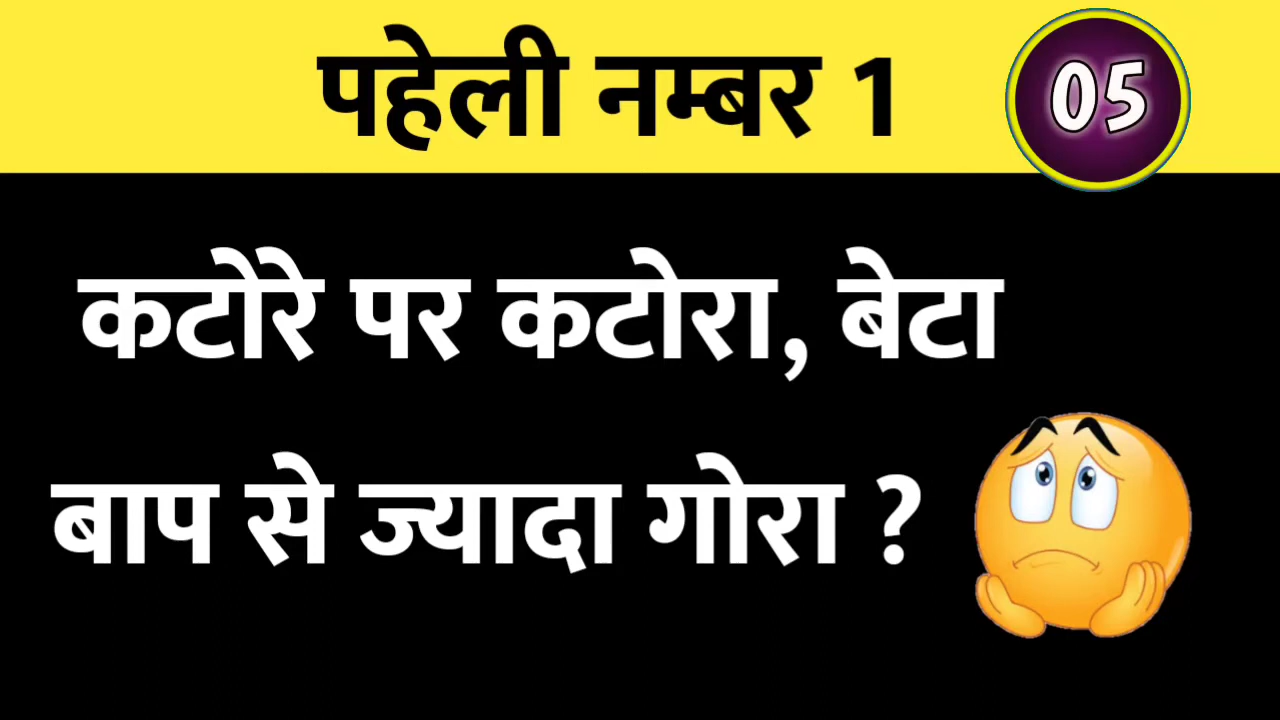 पहेली नम्बर 1
05
कटोरे पर कटोरा, बेटा
बाप से ज्यादा गोरा ?